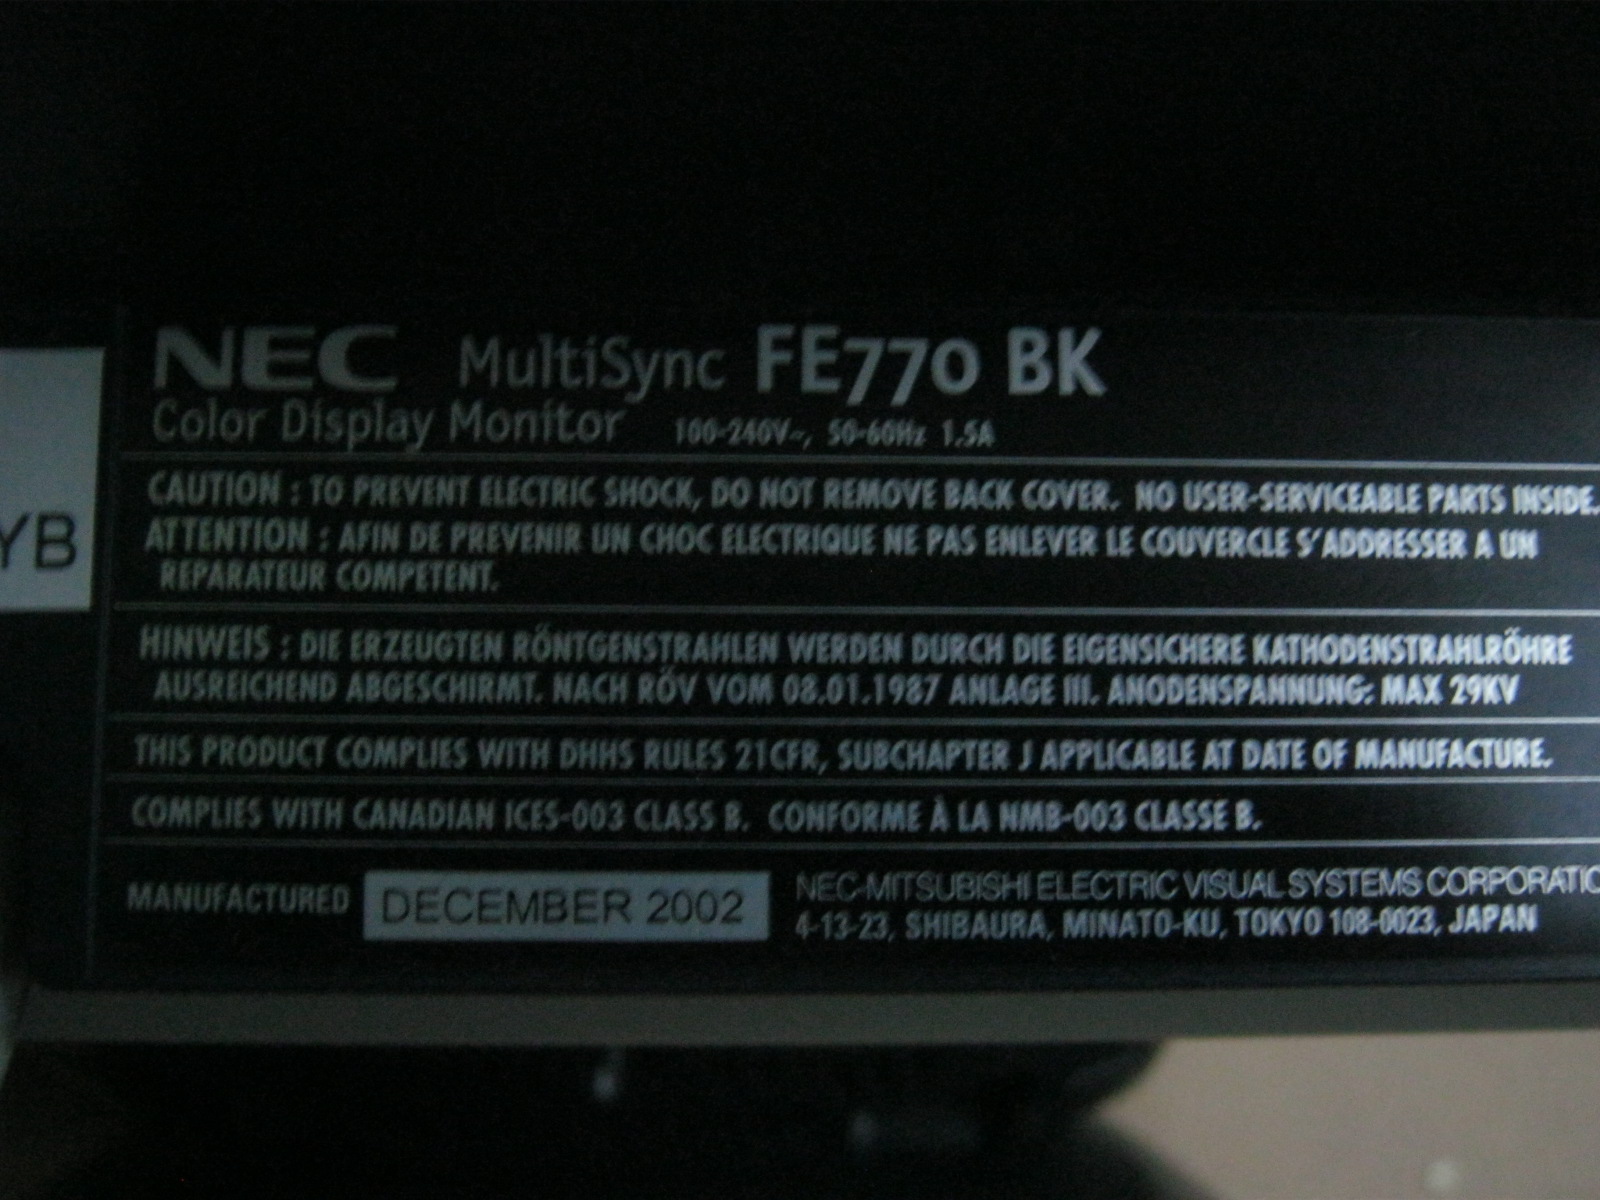 NEC MultiSync FE770 BK
Color Display Monitor 100-240V~, 50-60Hz 1.5A
CAUTION : TO PREVENT ELECTRIC SHOCK, DO NOT REMOVE BACK COVER. NO USER-SERVICEABLE PARTS INSIDE.
YB
ATTENTION : AFIN DE PREVENIR UN CHOC ELECTRIQUE NE PAS ENLEVER LE COUVERCLE S'ADDRESSER A UN
REPARATEUR COMPETENT.
HINWEIS : DIE ERZEUGTEN RÖNTGENSTRAHLEN WERDEN DURCH DIE EIGENSICHERE KATHODENSTRAHLRÖHRE
AUSREICHEND ABGESCHIRMT. NACH RÖV VOM 08.01.1987 ANLAGE III. ANODENSPANNUNG: MAX 29KV
THIS PRODUCT COMPLIES WITH DHHS RULES 21CFR, SUBCHAPTER J APPLICABLE AT DATE OF MANUFACTURE.
COMPLIES WITH CANADIAN ICES-003 CLASS B. CONFORME À LA NMB-003 CLASSE B.
MANUFACTURED DECEMBER 2002
NEC-MITSUBISHI ELECTRIC VISUAL SYSTEMS CORPORATIO
4-13-23, SHIBAURA, MINATO-KU, TOKYO 108-0023, JAPAN